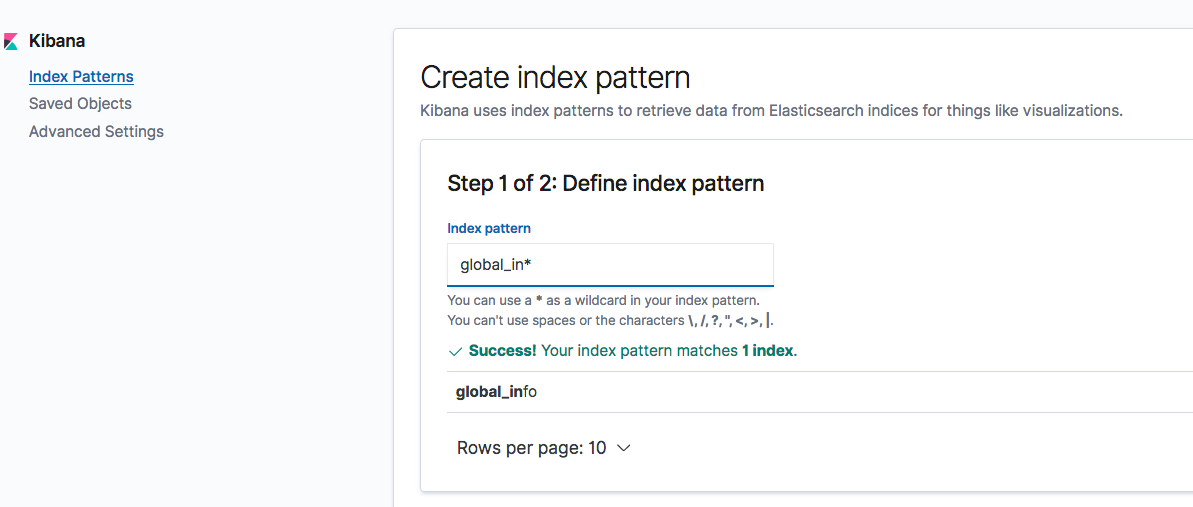 Kibana
Index Patterns
Saved Objects
Advanced Settings
Create index pattern
Kibana uses index patterns to retrieve data from Elasticsearch indices for things like visualizations.
Step 1 of 2: Define index pattern
Index pattern
global_in*
You can use a * as a wildcard in your index pattern.
You can't use spaces or the characters \, /, ?, ", <, >, |.
Success! Your index pattern matches 1 index.
global_info
Rows per page: 10